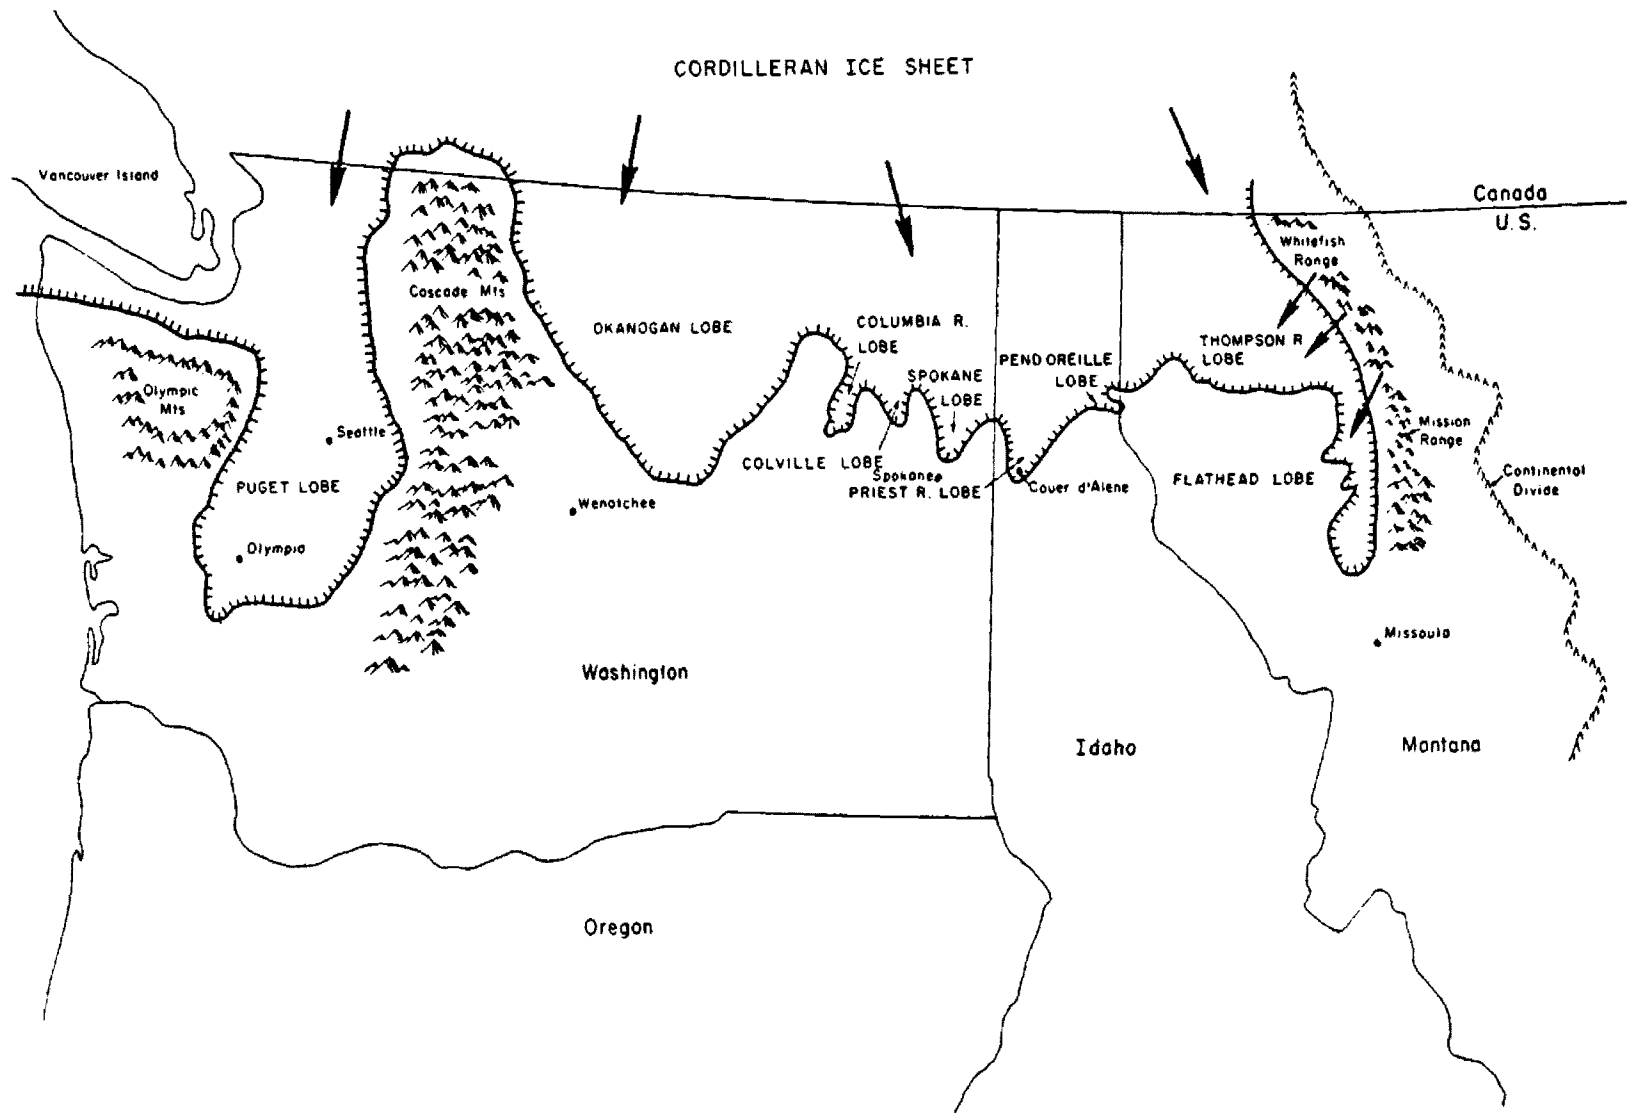 CORDILLERAN ICE SHEET
Vancouver Island
Canada
U.S.
Whitefish
Range
Cascade Mts
OKANOGAN LOBE
COLUMBIA R.
LOBE
THOMPSON R
LOBE
PEND OREILLE
LOBE
SPOKANE
LOBE
Olympic
Mts
Seattle
Mission
Range
COLVILLE LOBE
Spokane
PRIEST R. LOBE
Couer d'Alene
FLATHEAD LOBE
Continental
Divide
PUGET LOBE
Wenatchee
Olympia
Missoula
Washington
Idaho
Montana
Oregon